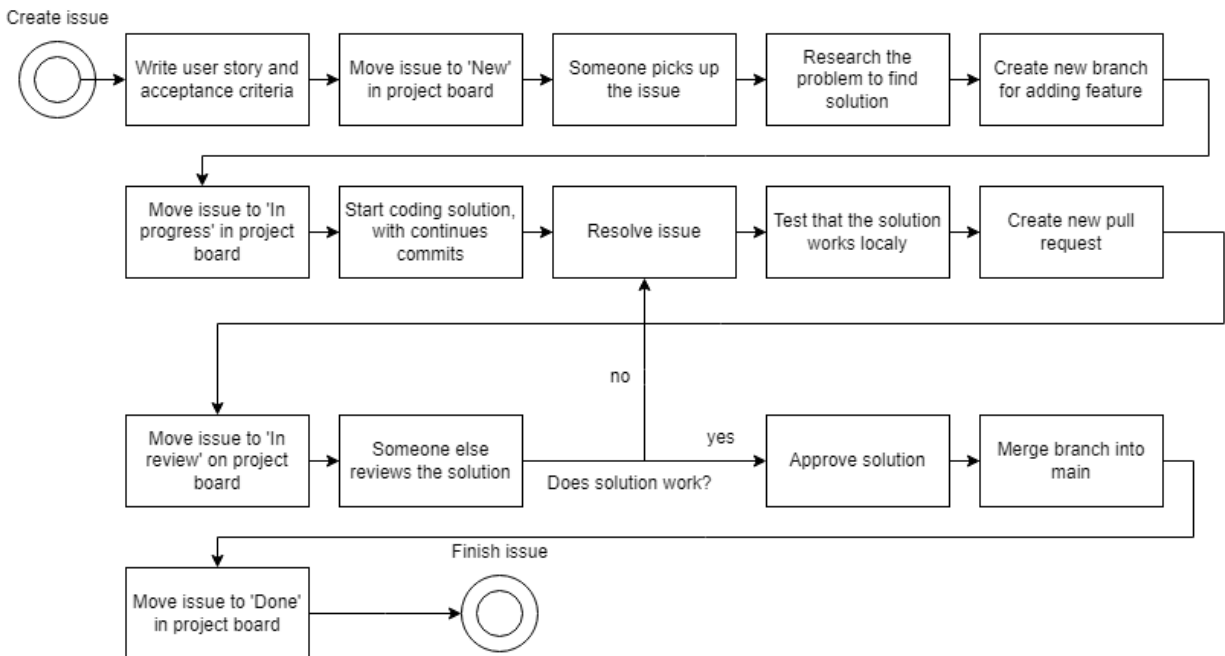 Create issue
Write user story and
acceptance criteria
Move issue to 'New'
in project board
Someone picks up
the issue
Research the
problem to find
solution
Create new branch
for adding feature
Move issue to 'In
progress' in project
board
Start coding solution,
with continues
commits
Resolve issue
Test that the solution
works localy
Create new pull
request
no
Move issue to 'In
review' on project
board
Someone else
reviews the solution
Does solution work?
yes
Approve solution
Merge branch into
main
Move issue to 'Done'
in project board
Finish issue